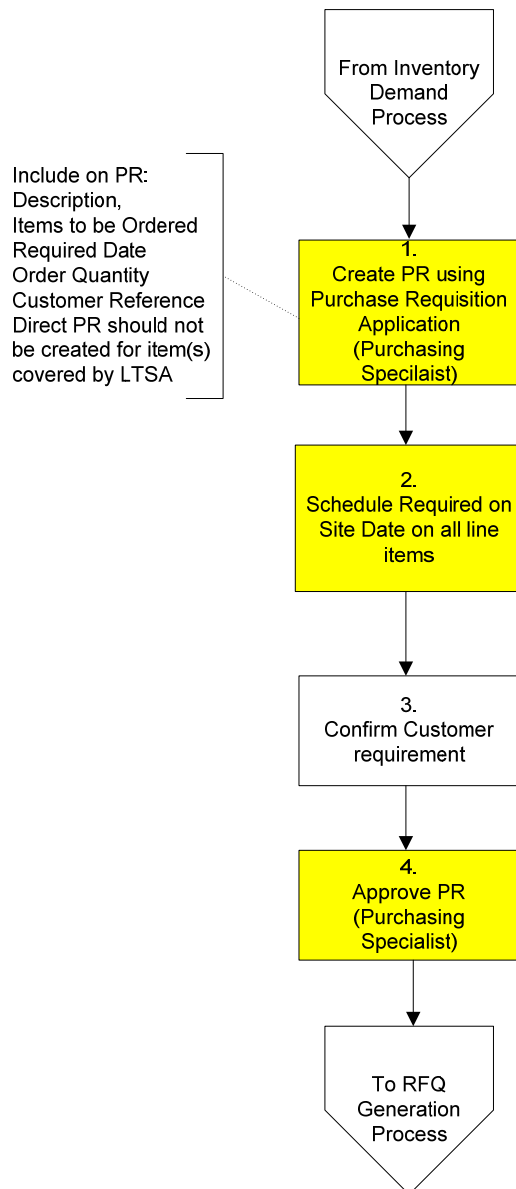 From Inventory
Demand
Process
Include on PR:
Description,
Items to be Ordered
Required Date
Order Quantity
Customer Reference
Direct PR should not
be created for item(s)
covered by LTSA
1.
Create PR using
Purchase Requisition
Application
(Purchasing
Specilaist)
2.
Schedule Required on
Site Date on all line
items
3.
Confirm Customer
requirement
4.
Approve PR
(Purchasing
Specialist)
To RFQ
Generation
Process